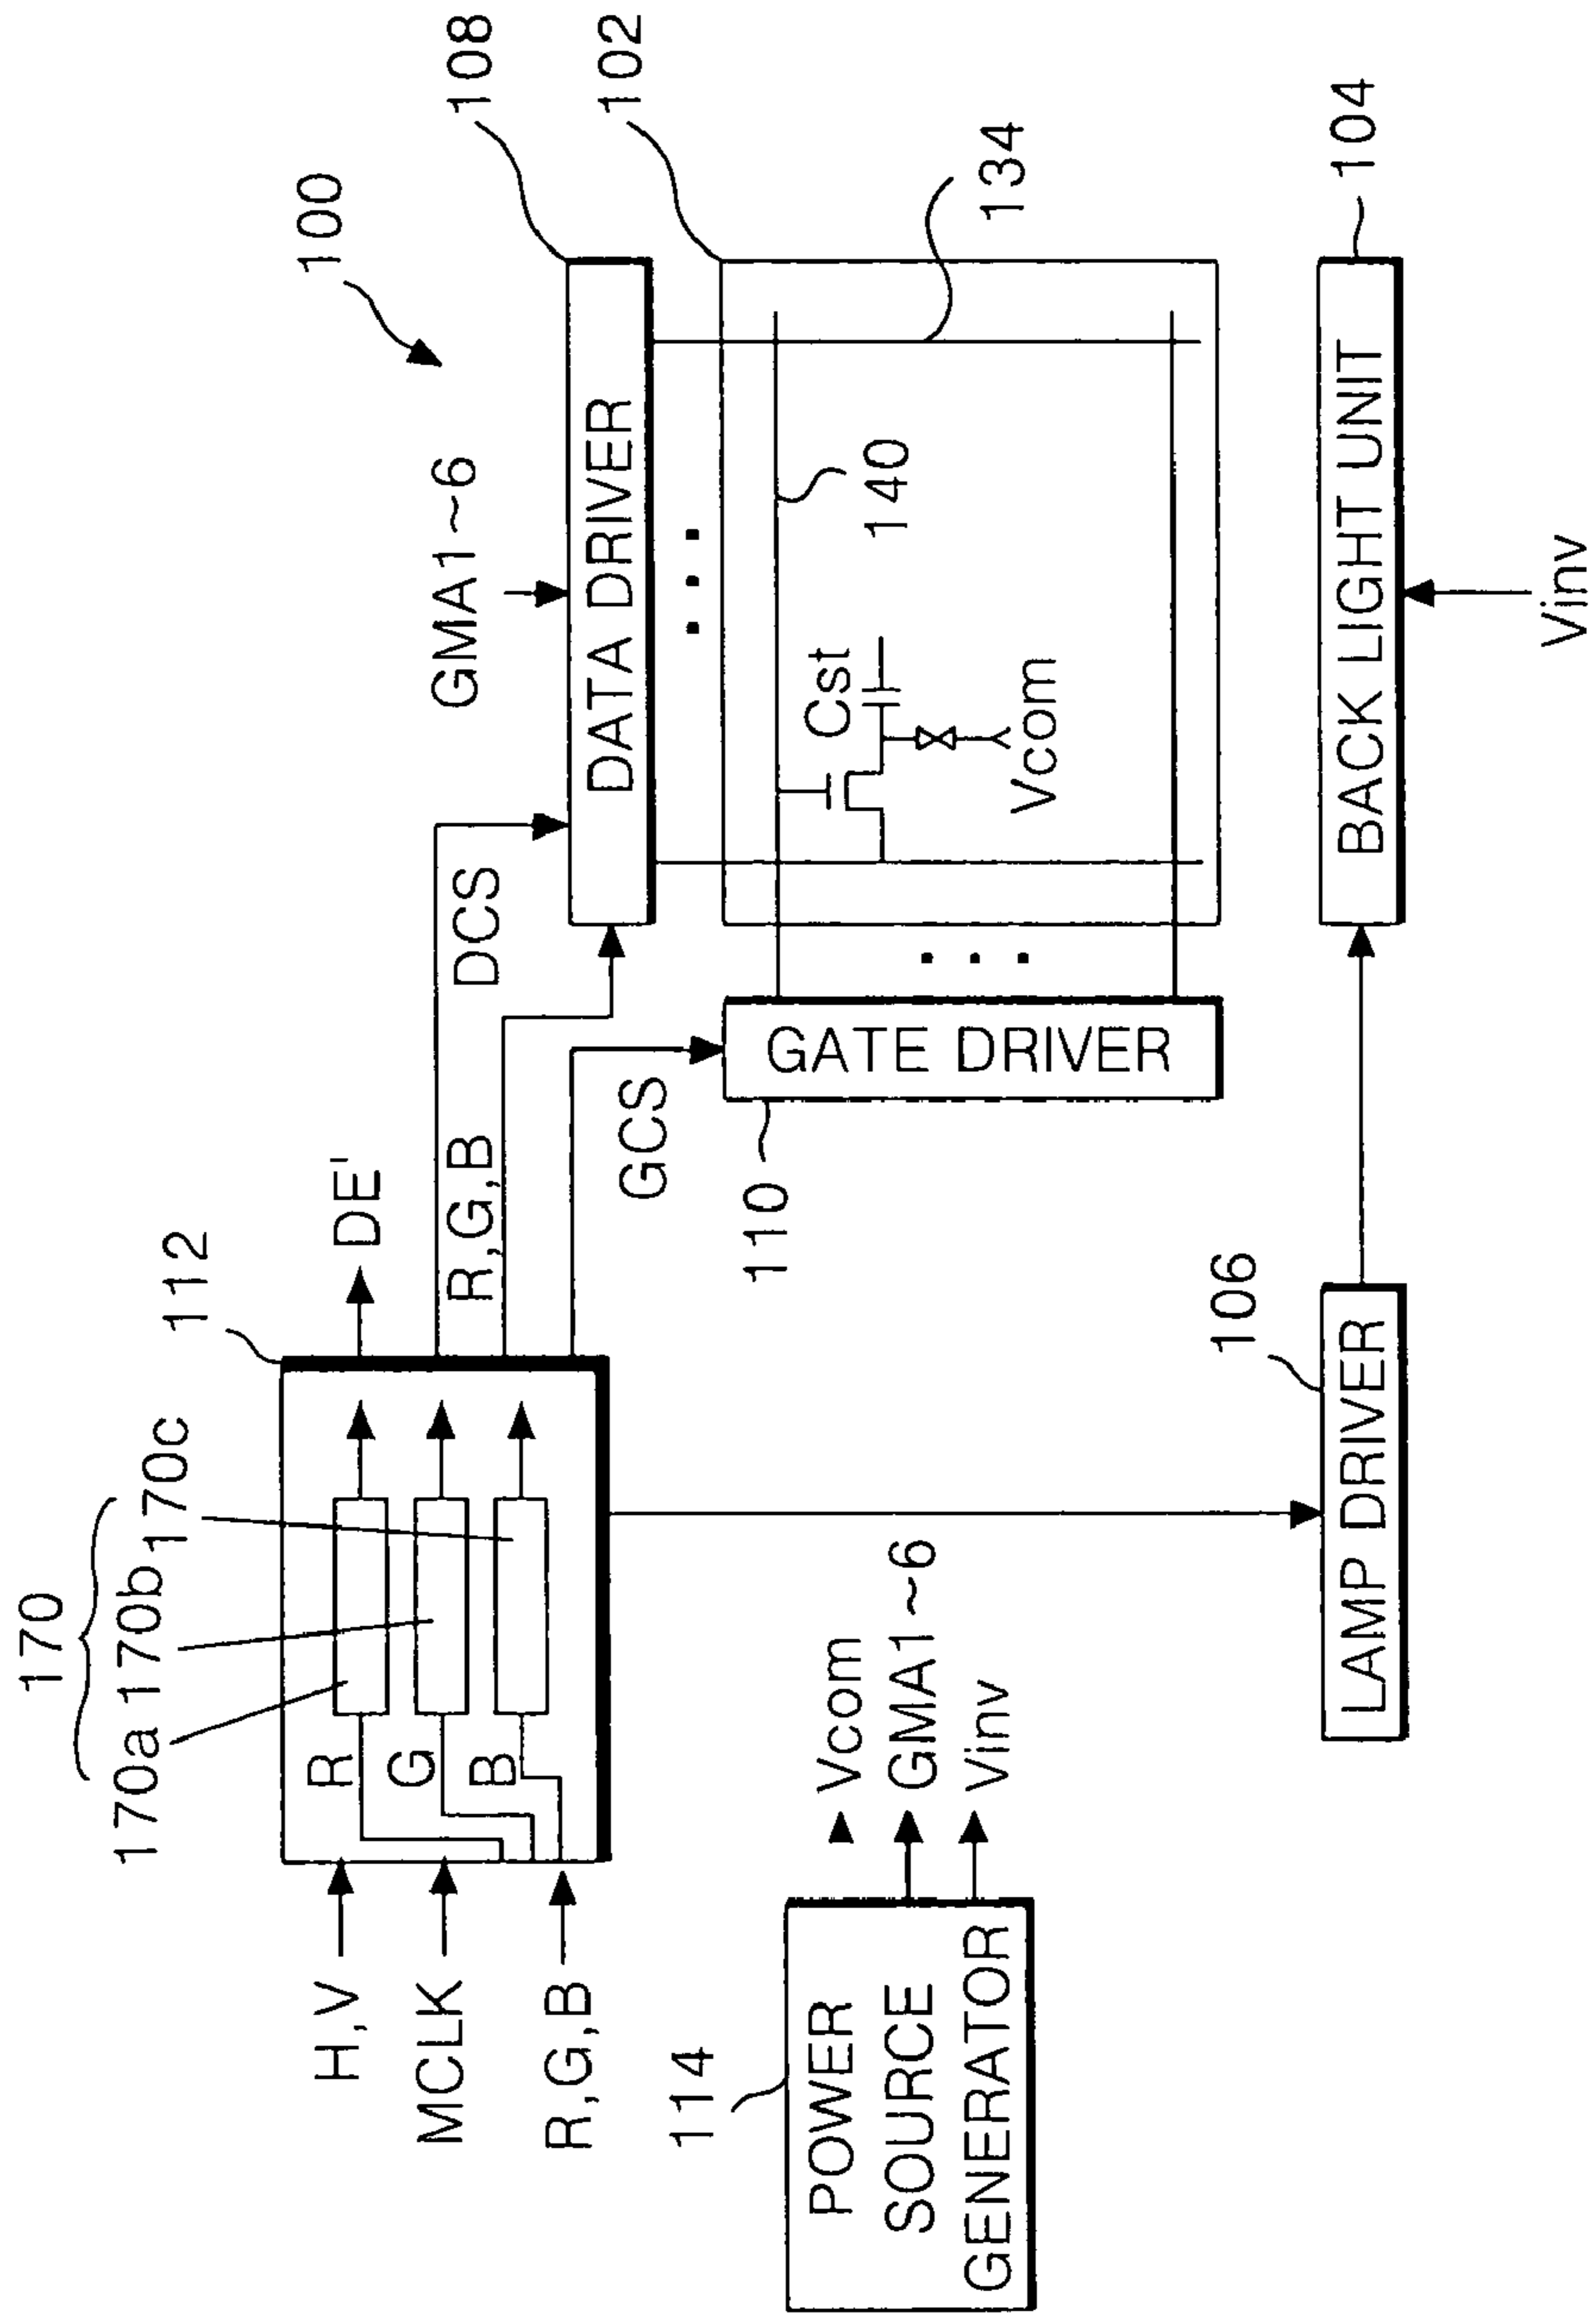 100
170
170a 170b 170c
112
R
G
B
H,V
MCLK
R,G,B
DE'
DCS
R,G,B
GCS
GMA1~6
108
DATA DRIVER
102
110
GATE DRIVER
140
134
Cst
Vcom
114
POWER
SOURCE
GENERATOR
Vcom
GMA1~6
Vinv
106
LAMP DRIVER
104
BACK LIGHT UNIT
Vinv